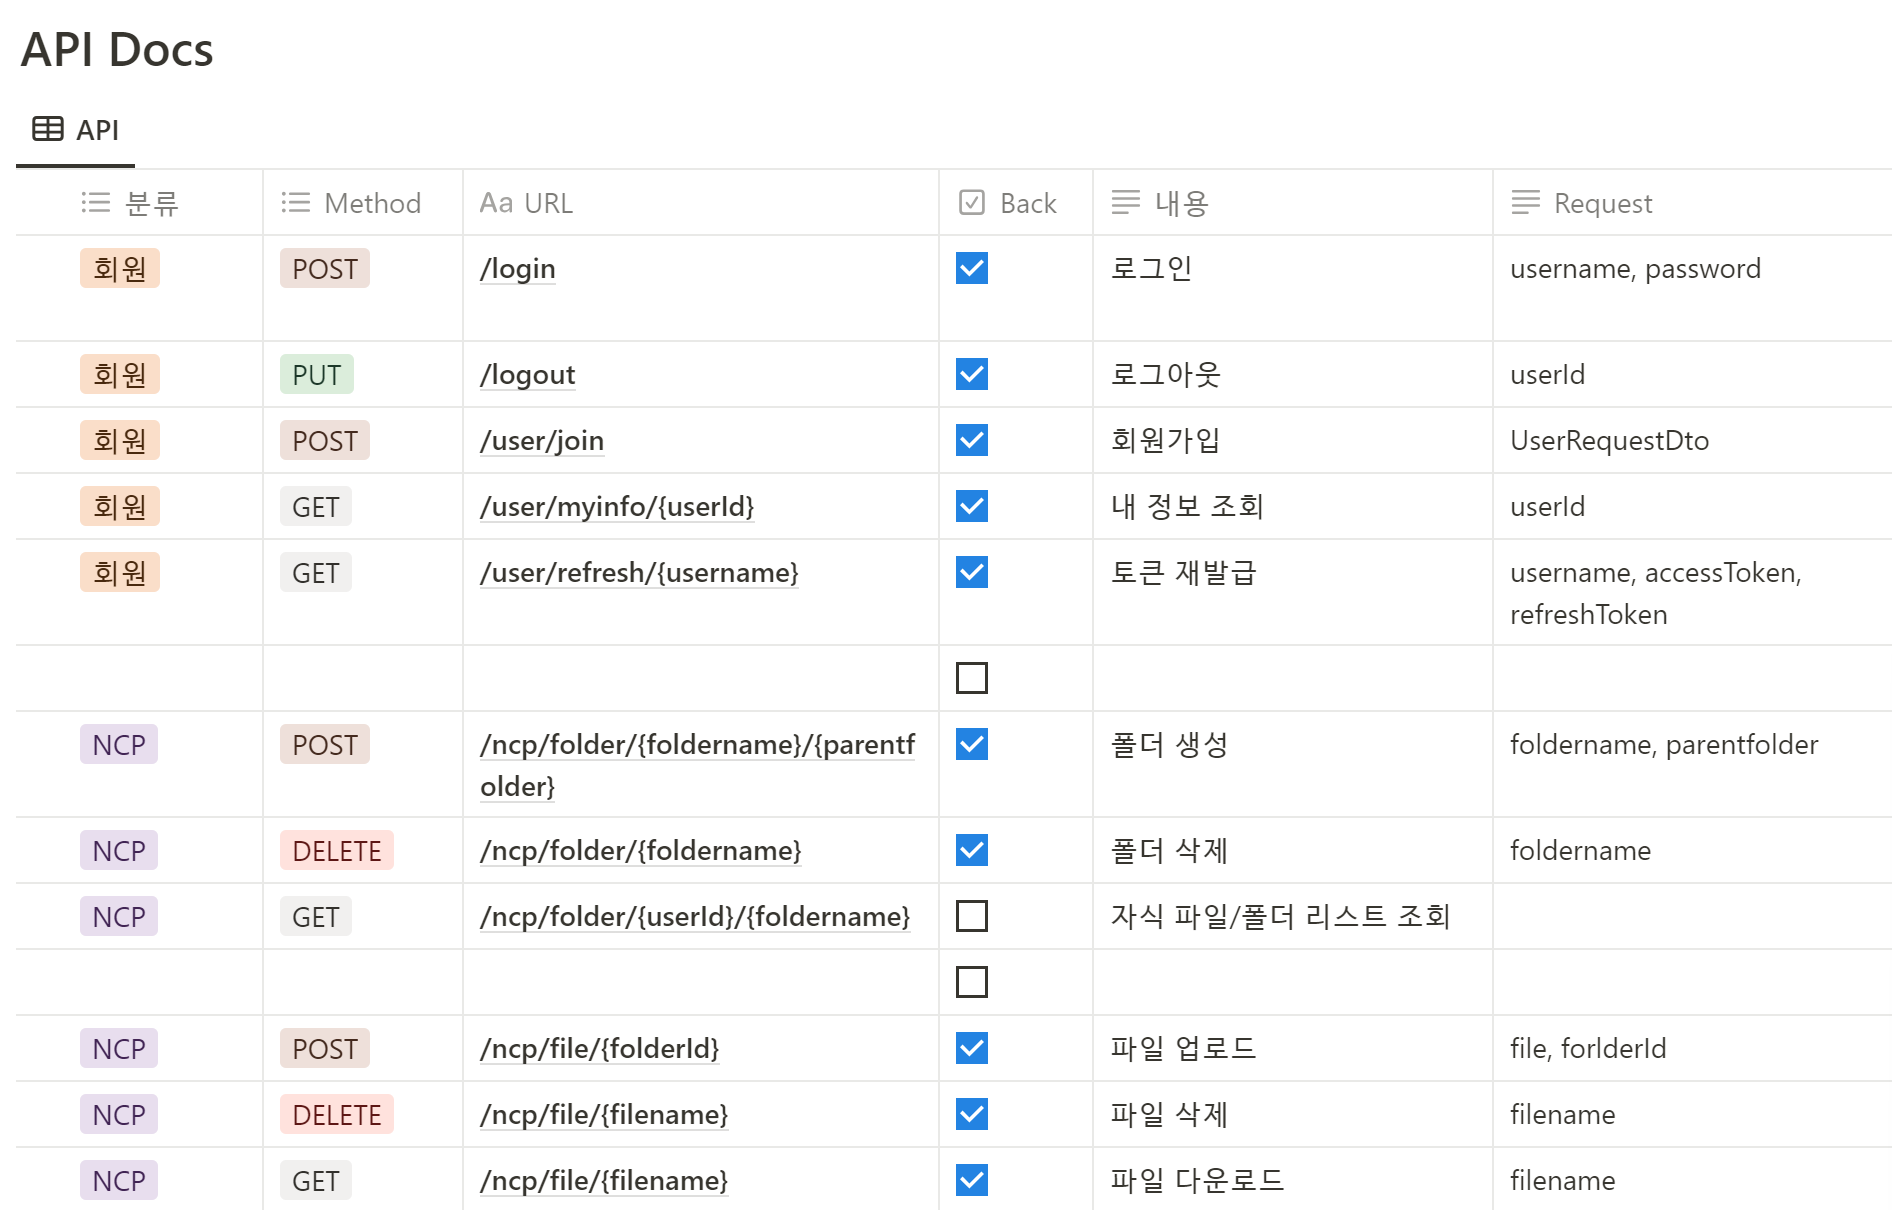 API Docs
API
분류 Method Aa URL Back 내용 Request
회원 POST /login 로그인 username, password
회원 PUT /logout 로그아웃 userId
회원 POST /user/join 회원가입 UserRequestDto
회원 GET /user/myinfo/{userId} 내 정보 조회 userId
회원 GET /user/refresh/{username} 토큰 재발급 username, accessToken,
refreshToken
NCP POST /ncp/folder/{foldername}/{parentf 폴더 생성 foldername, parentfolder
older}
NCP DELETE /ncp/folder/{foldername} 폴더 삭제 foldername
NCP GET /ncp/folder/{userId}/{foldername} 자식 파일/폴더 리스트 조회
NCP POST /ncp/file/{folderId} 파일 업로드 file, forlderId
NCP DELETE /ncp/file/{filename} 파일 삭제 filename
NCP GET /ncp/file/{filename} 파일 다운로드 filename